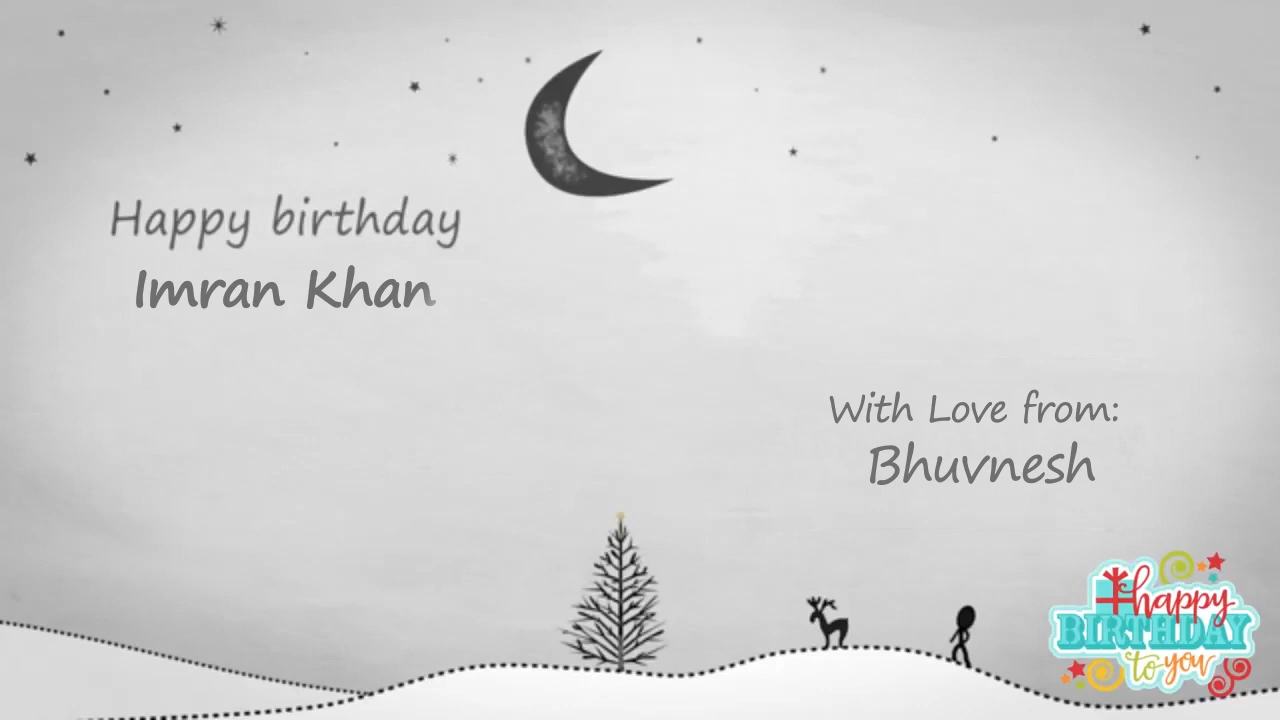 Happy birthday
Imran Khan
With Love from:
Bhuvnesh
happy
BIRTHDAY
to you